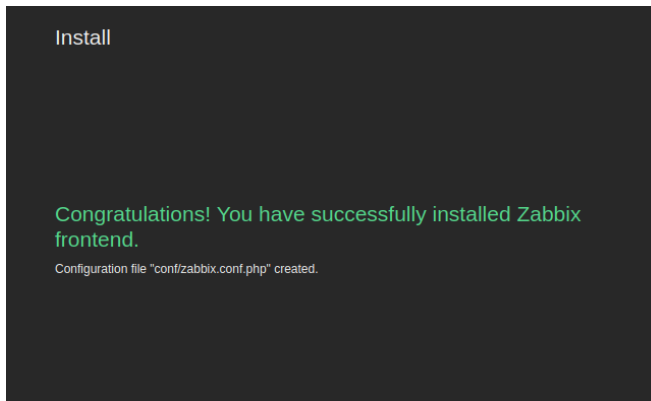 Install
Congratulations! You have successfully installed Zabbix
frontend.
Configuration file "conf/zabbix.conf.php" created.